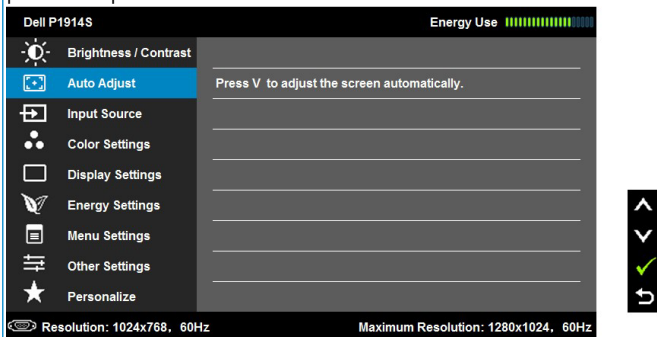 Dell P1914S
Energy Use
Brightness / Contrast
Auto Adjust
Press V to adjust the screen automatically.
Input Source
Color Settings
Display Settings
Energy Settings
Menu Settings
Other Settings
Personalize
Resolution: 1024x768, 60Hz
Maximum Resolution: 1280x1024, 60Hz